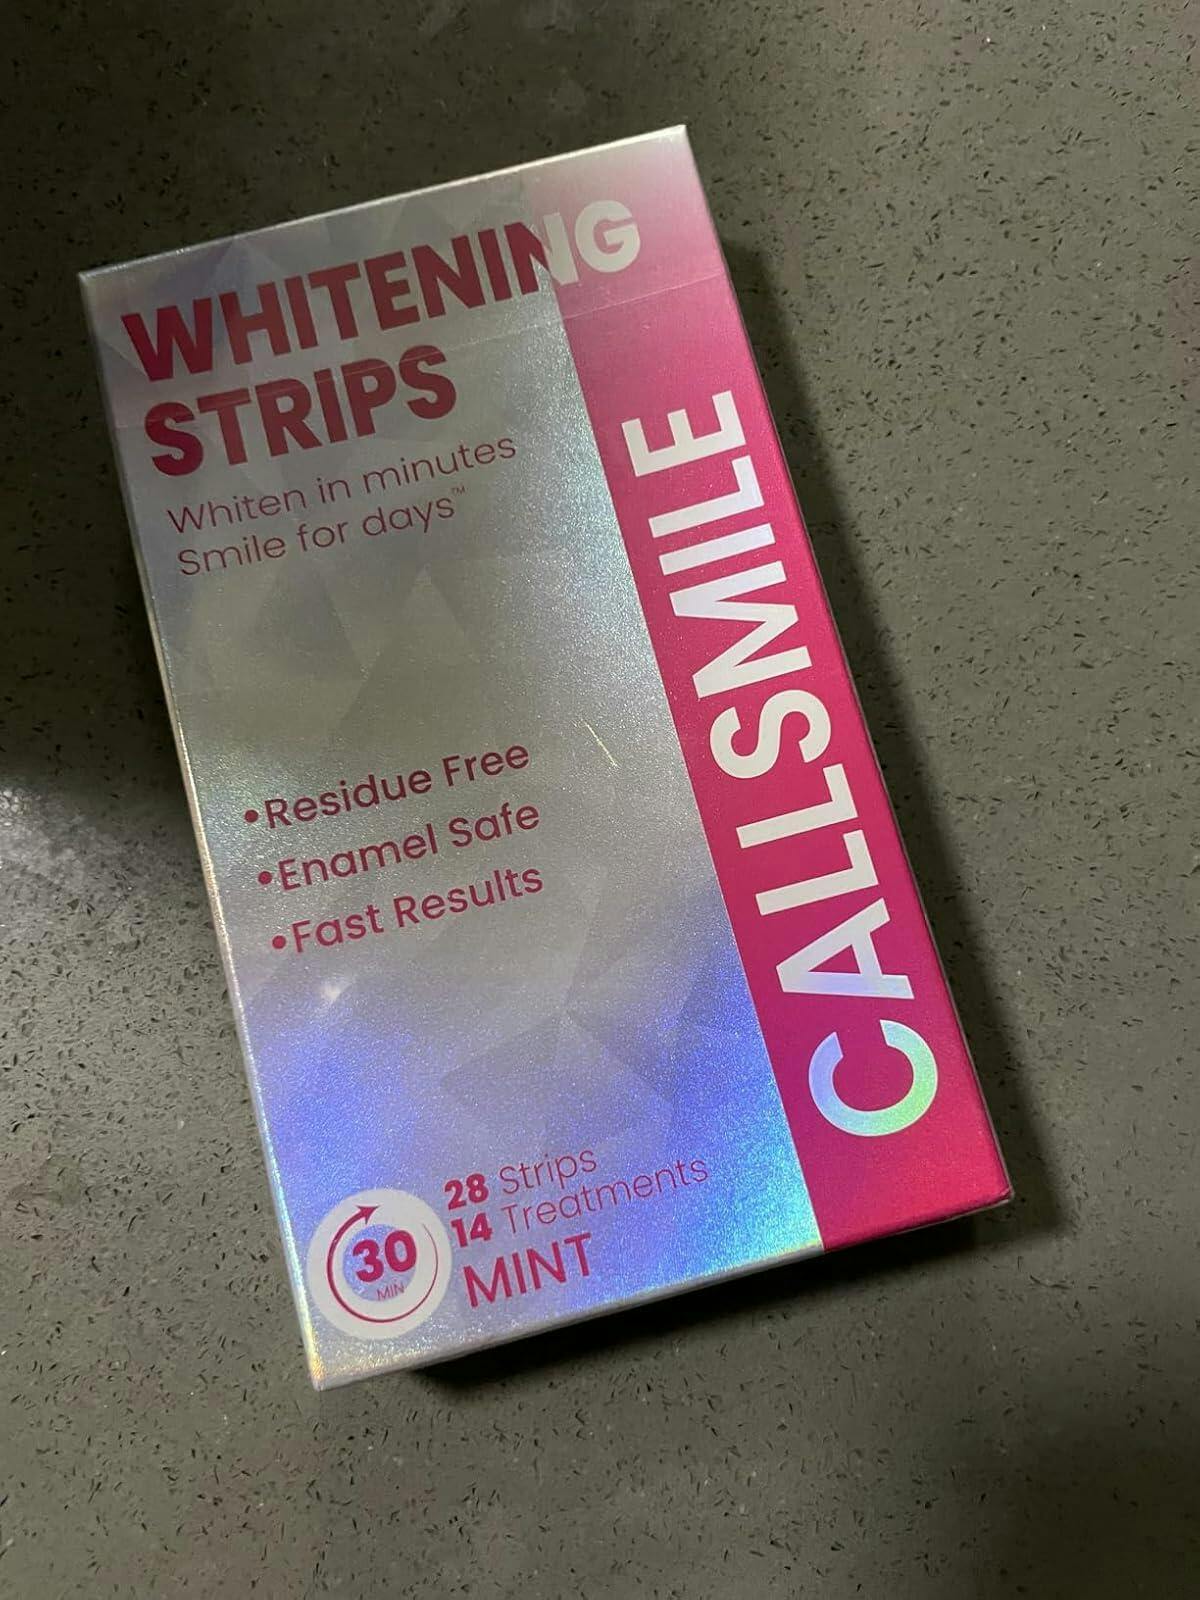 WHITENING
STRIPS
Whiten in minutes
Smile for days™
CALLSMILE
•Residue Free
•Enamel Safe
•Fast Results
30
MIN
28 Strips
14 Treatments
MINT